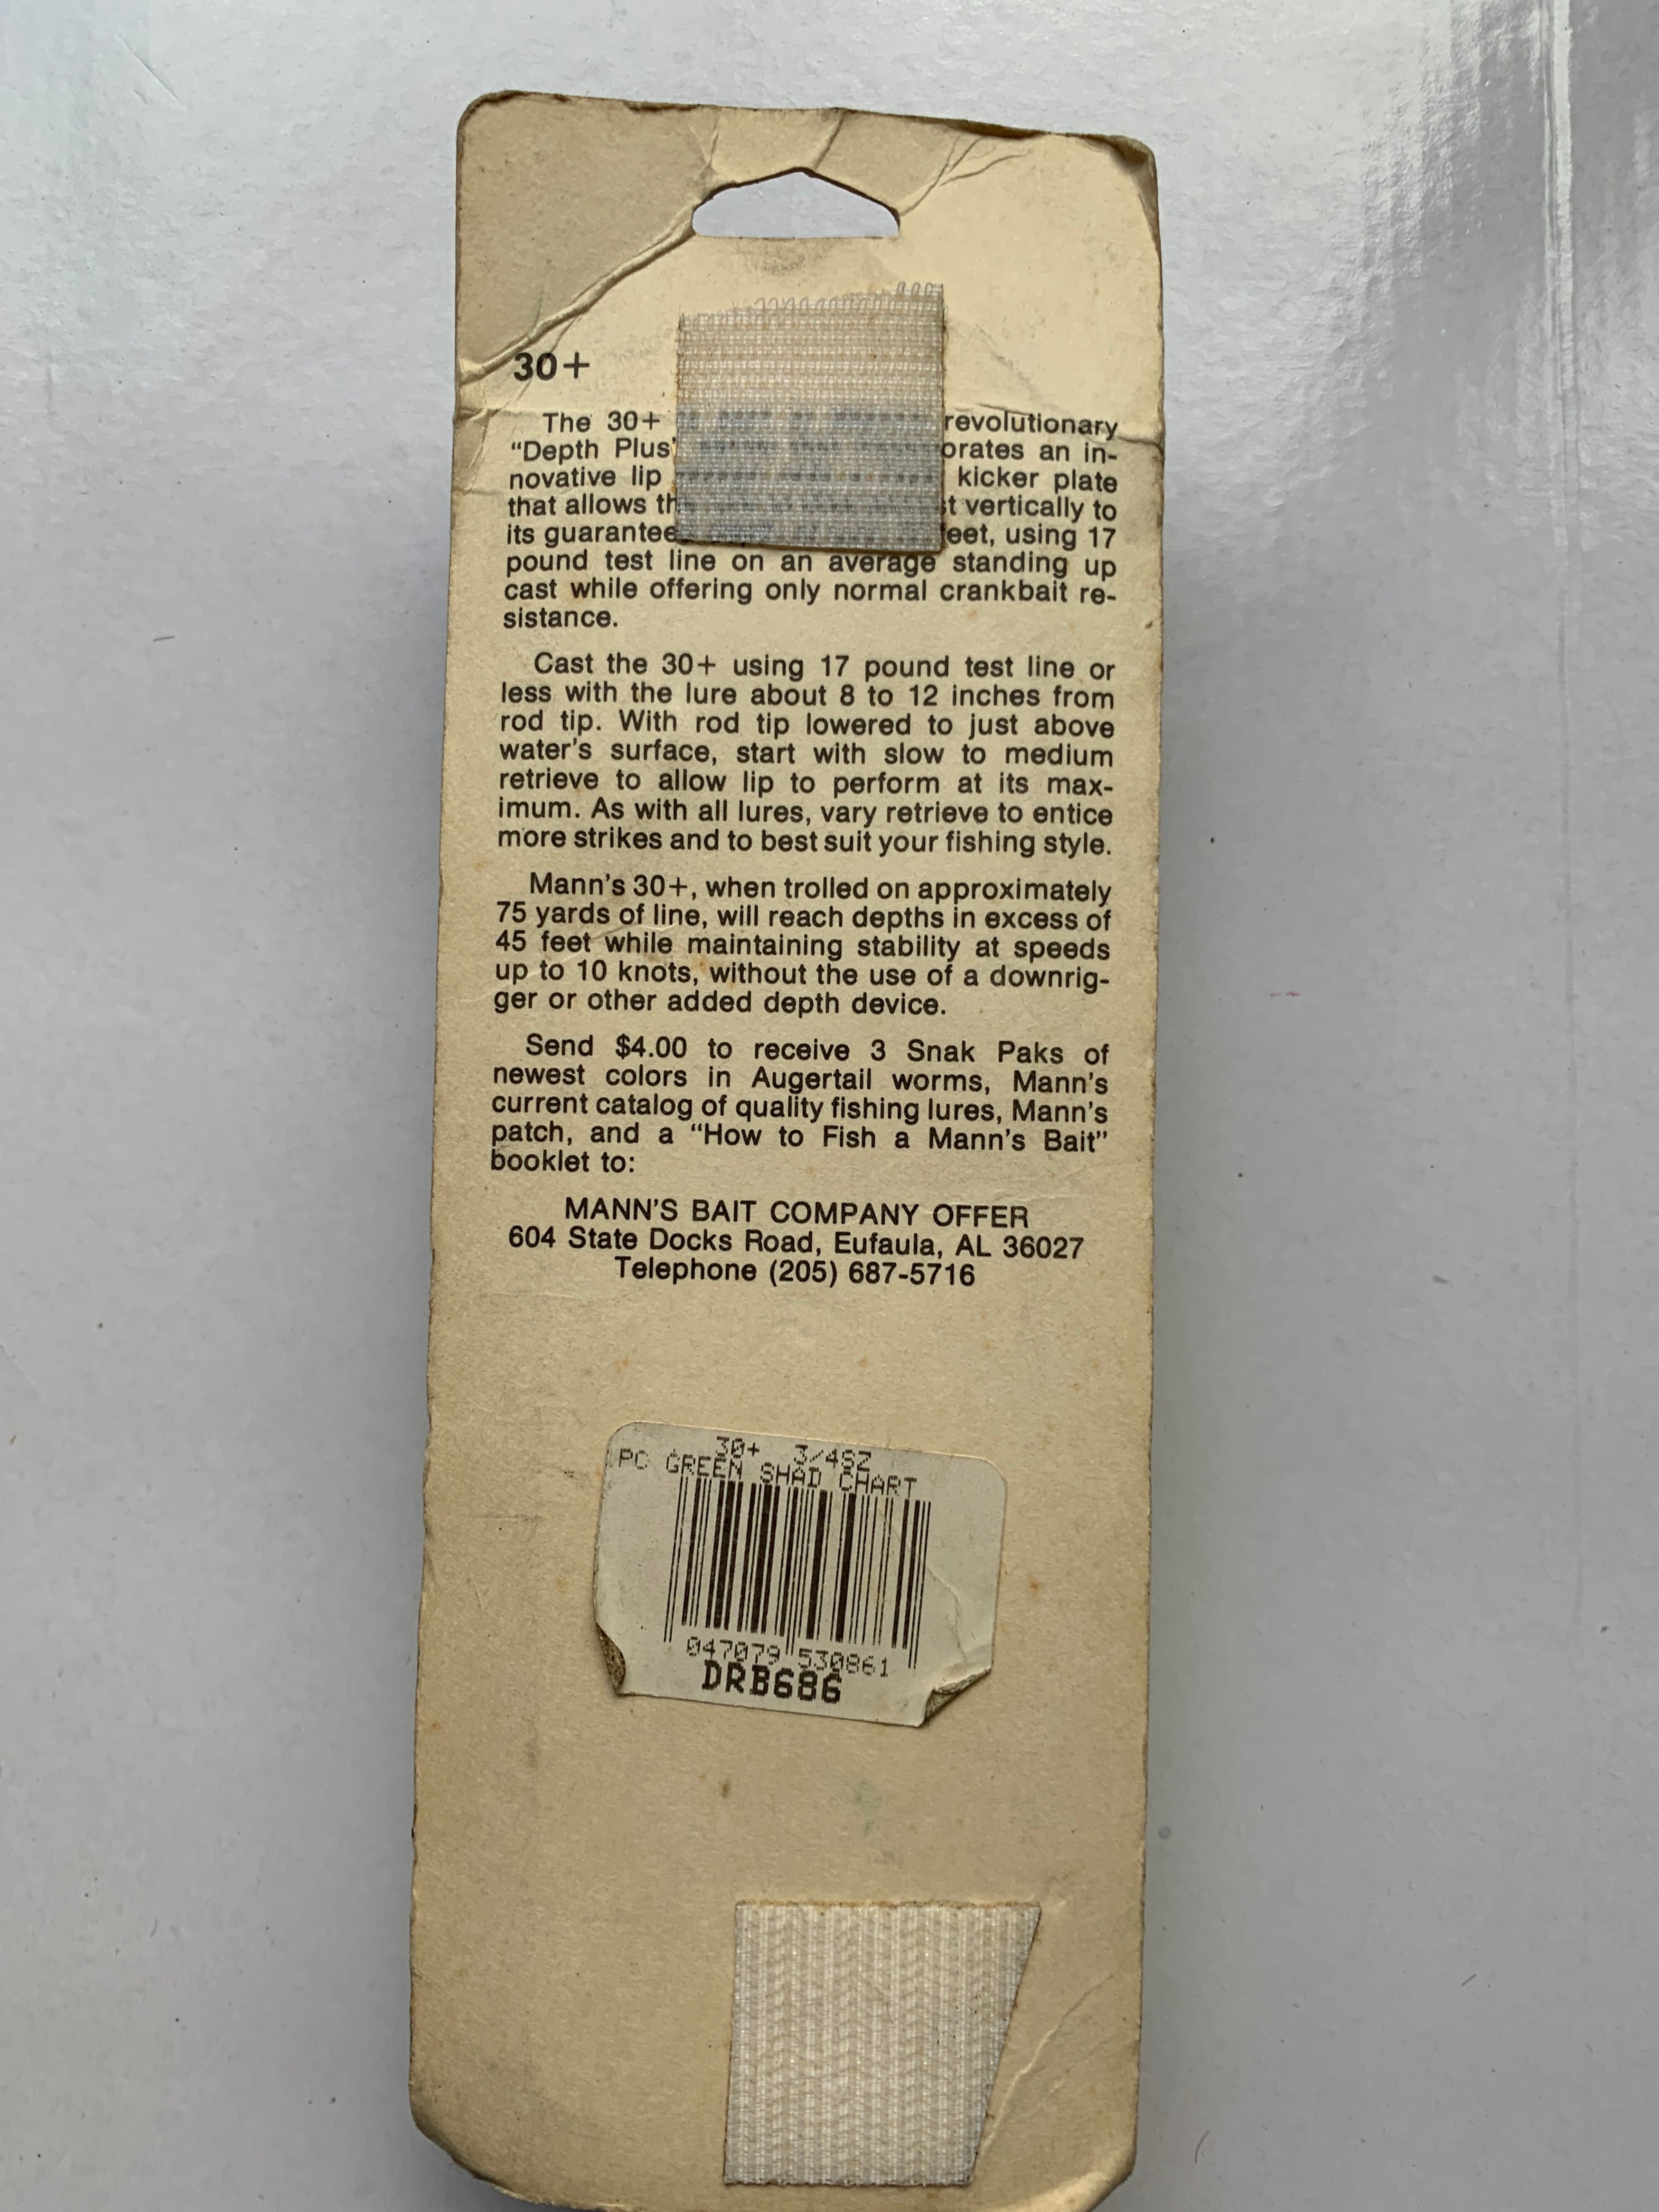 30+
The 30+ revolutionary
“Depth Plus” orates an in-
novative lip kicker plate
that allows th t vertically to
its guarantee eet, using 17
pound test line on an average standing up
cast while offering only normal crankbait re-
sistance.
Cast the 30+ using 17 pound test line or
less with the lure about 8 to 12 inches from
rod tip. With rod tip lowered to just above
water's surface, start with slow to medium
retrieve to allow lip to perform at its max-
imum. As with all lures, vary retrieve to entice
more strikes and to best suit your fishing style.
Mann's 30+, when trolled on approximately
75 yards of line, will reach depths in excess of
45 feet while maintaining stability at speeds
up to 10 knots, without the use of a downrig-
ger or other added depth device.
Send $4.00 to receive 3 Snak Paks of
newest colors in Augertail worms, Mann's
current catalog of quality fishing lures, Mann's
patch, and a “How to Fish a Mann's Bait”
booklet to:
MANN'S BAIT COMPANY OFFER
604 State Docks Road, Eufaula, AL 36027
Telephone (205) 687-5716
30+ 3/4SZ
PC GREEN SHAD CHART
047079 530861
DRB686